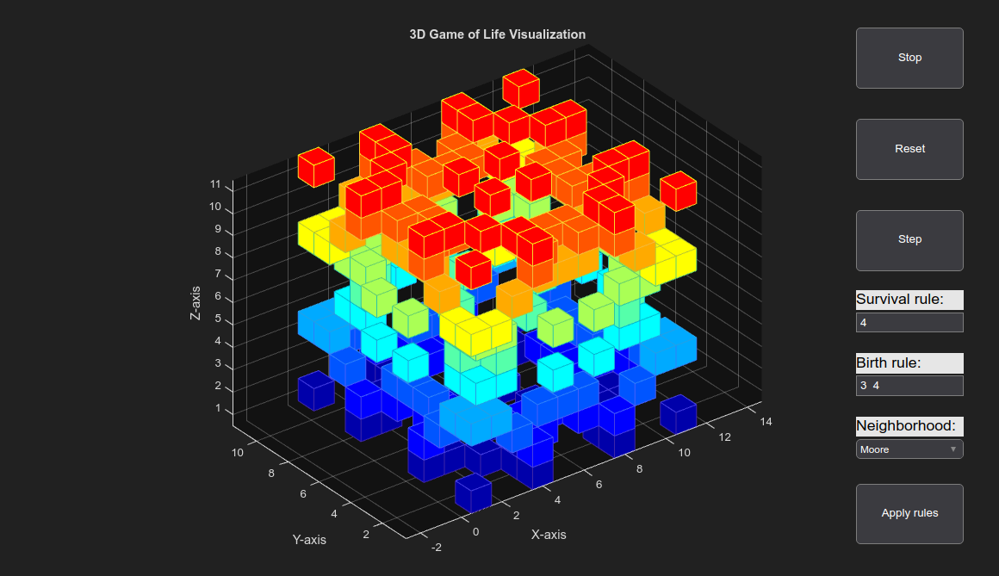 3D Game of Life Visualization
Stop
Reset
Step
Survival rule:
4
Birth rule:
3 4
Neighborhood:
Moore
Apply rules
Z-axis
11
10
9
8
7
6
5
4
3
2
1
Y-axis
10
8
6
4
2
X-axis
-2
0
2
4
6
8
10
12
14